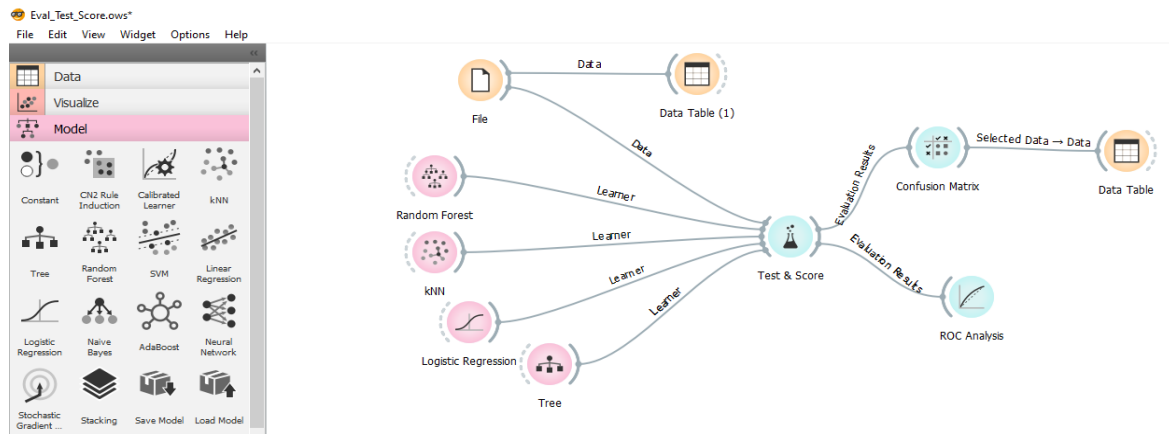 Eval_Test_Score.ows*
File Edit View Widget Options Help
Data
Visualize
Model
Constant
CN2 Rule
Induction
Calibrated
Learner
kNN
Tree
Random
Forest
SVM
Linear
Regression
Logistic
Regression
Naive
Bayes
AdaBoost
Neural
Network
Stochastic
Gradient ...
Stacking
Save Model
Load Model
File
Data
Data Table (1)
Data
Random Forest
Learner
kNN
Learner
Logistic Regression
Learner
Tree
Learner
Test & Score
Evaluation Results
Confusion Matrix
Selected Data → Data
Data Table
Evaluation Results
ROC Analysis